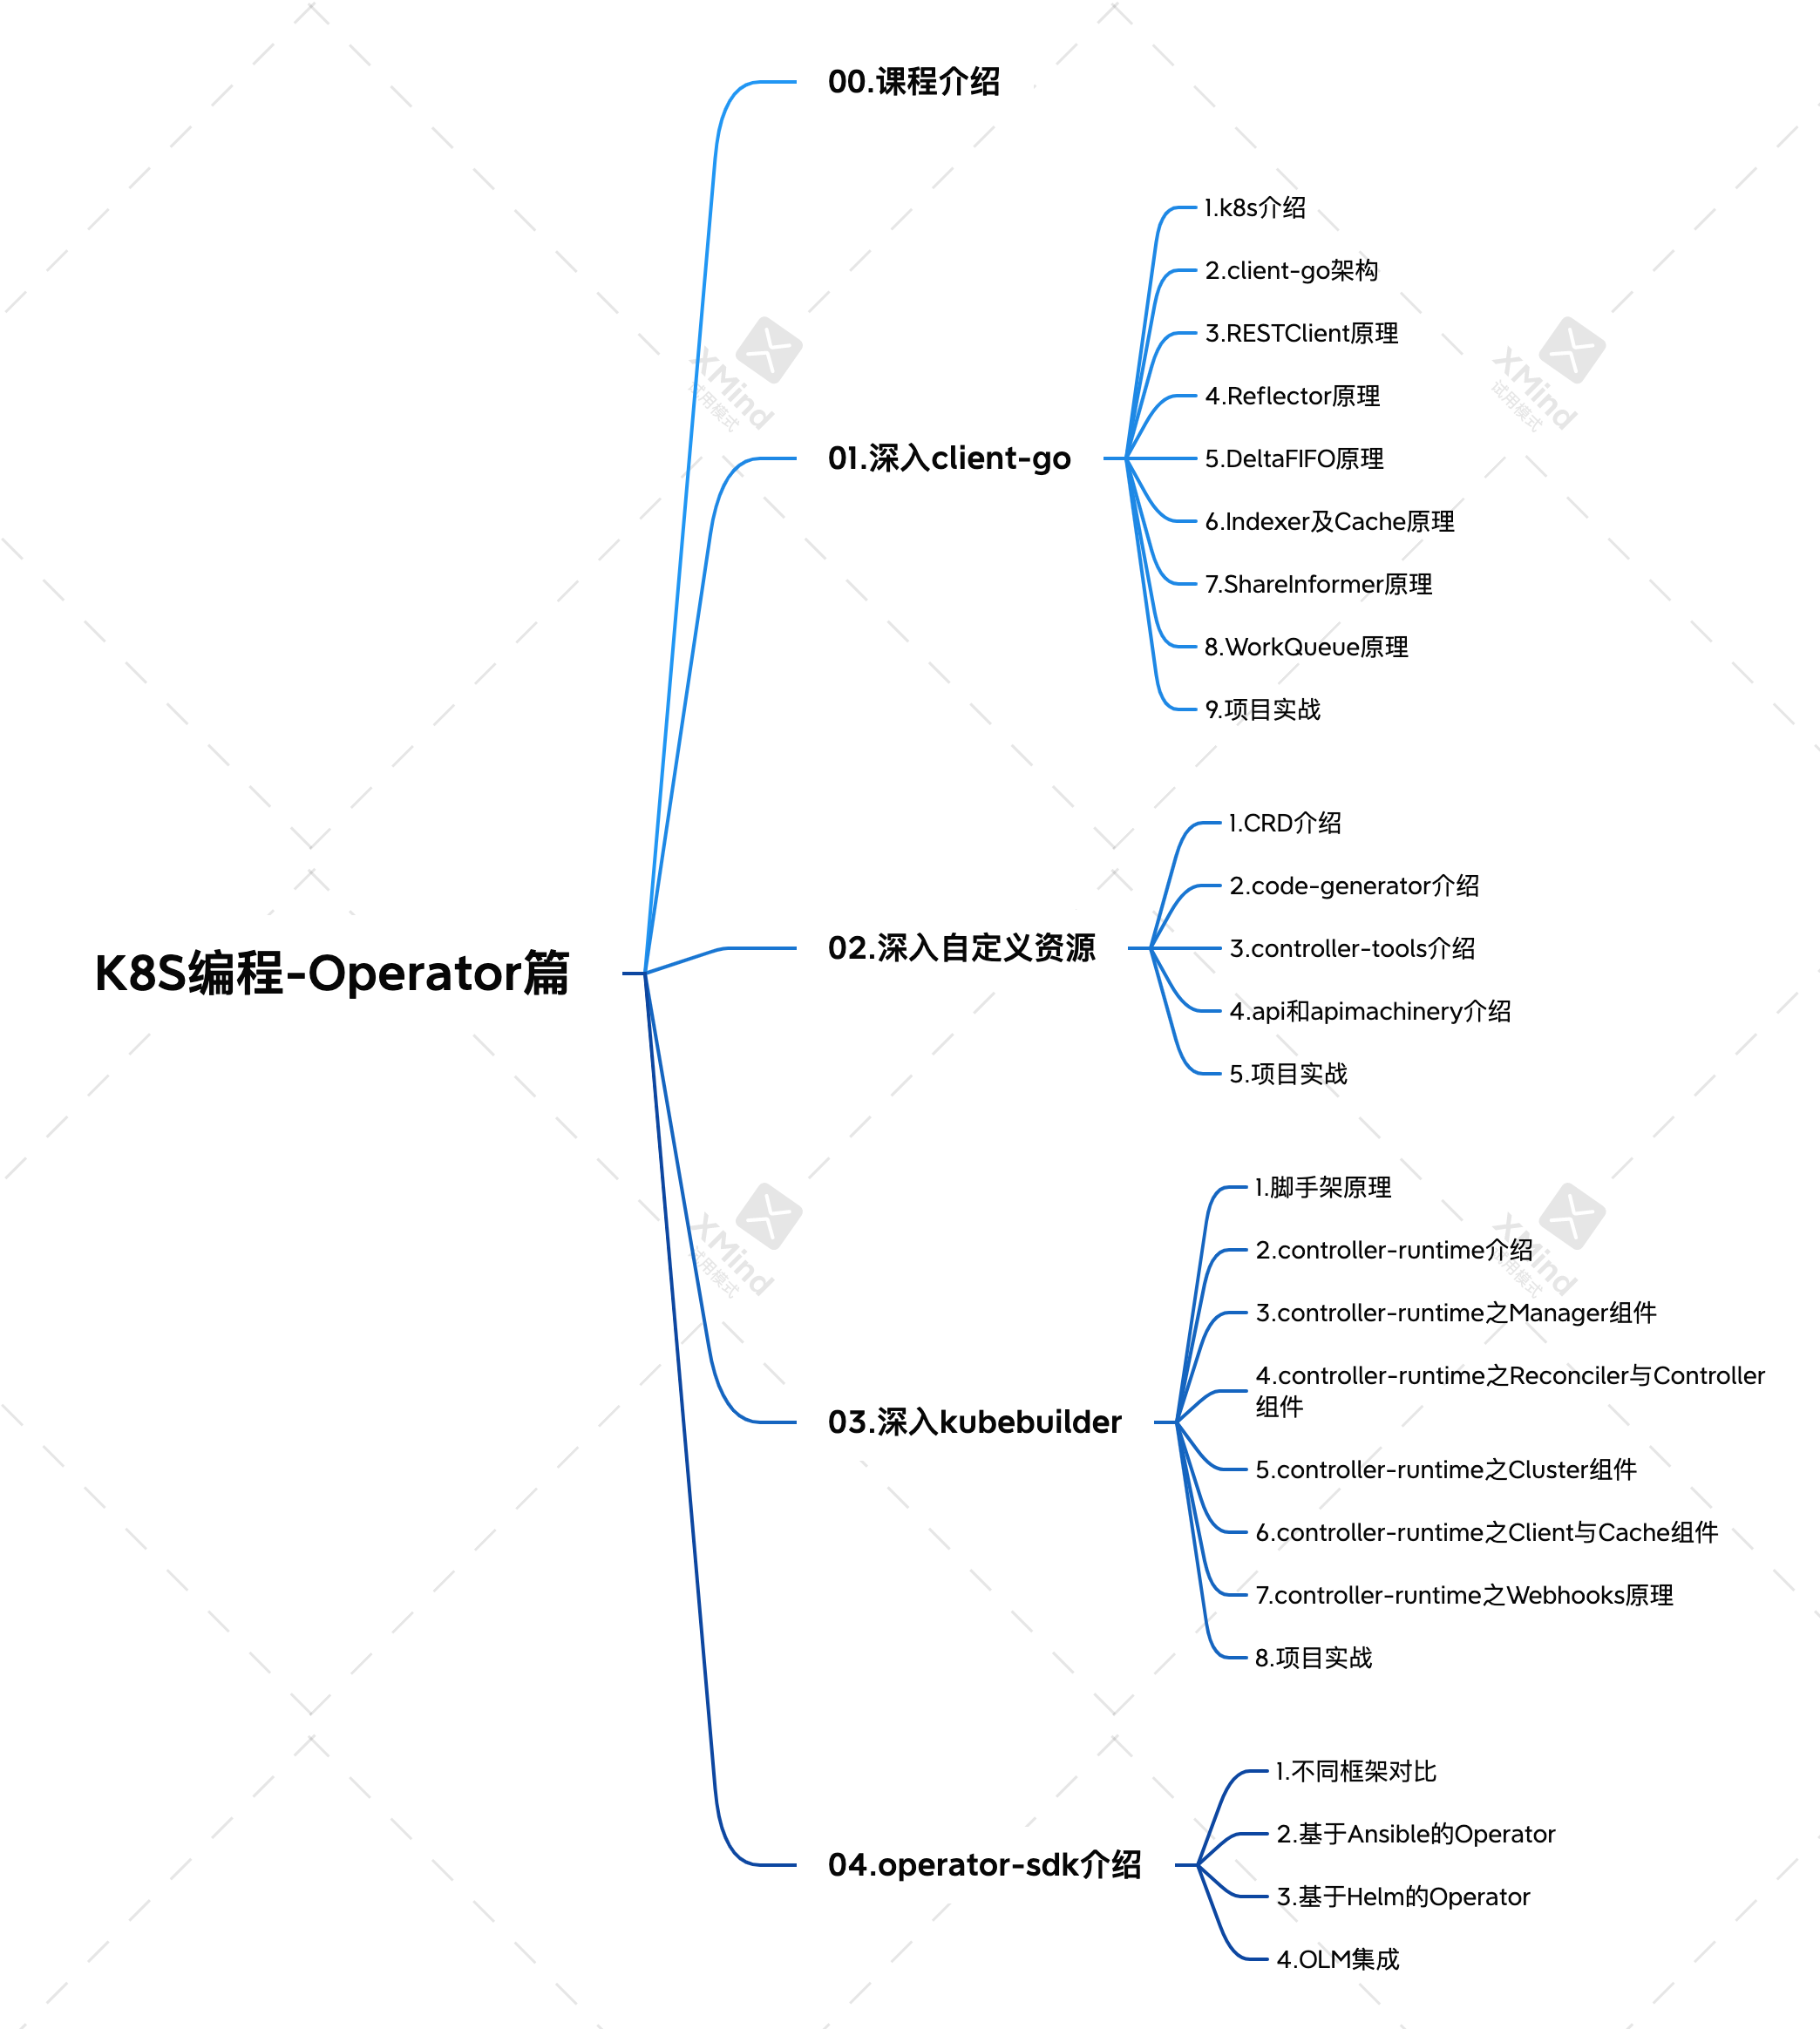 00.课程介绍
1.k8s介绍
2.client-go架构
3.RESTClient原理
4.Reflector原理
01.深入client-go
5.DeltaFIFO原理
6.Indexer及Cache原理
7.ShareInformer原理
8.WorkQueue原理
9.项目实战
K8S编程-Operator篇
02.深入自定义资源
1.CRD介绍
2.code-generator介绍
3.controller-tools介绍
4.api和apimachinery介绍
5.项目实战
03.深入kubebuilder
1.脚手架原理
2.controller-runtime介绍
3.controller-runtime之Manager组件
4.controller-runtime之Reconciler与Controller
组件
5.controller-runtime之Cluster组件
6.controller-runtime之Client与Cache组件
7.controller-runtime之Webhooks原理
8.项目实战
04.operator-sdk介绍
1.不同框架对比
2.基于Ansible的Operator
3.基于Helm的Operator
4.OLM集成
XMind
试用模式
XMind
试用模式
XMind
试用模式
XMind
试用模式